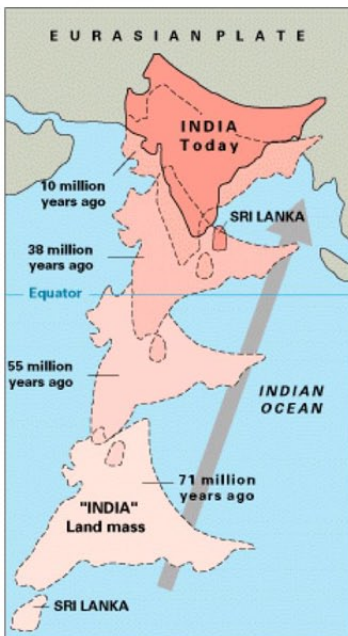 EURASIAN PLATE
INDIA
Today
10 million
years ago
SRI LANKA
38 million
years ago
Equator
55 million
years ago
INDIAN
OCEAN
71 million
years ago
"INDIA"
Land mass
SRI LANKA